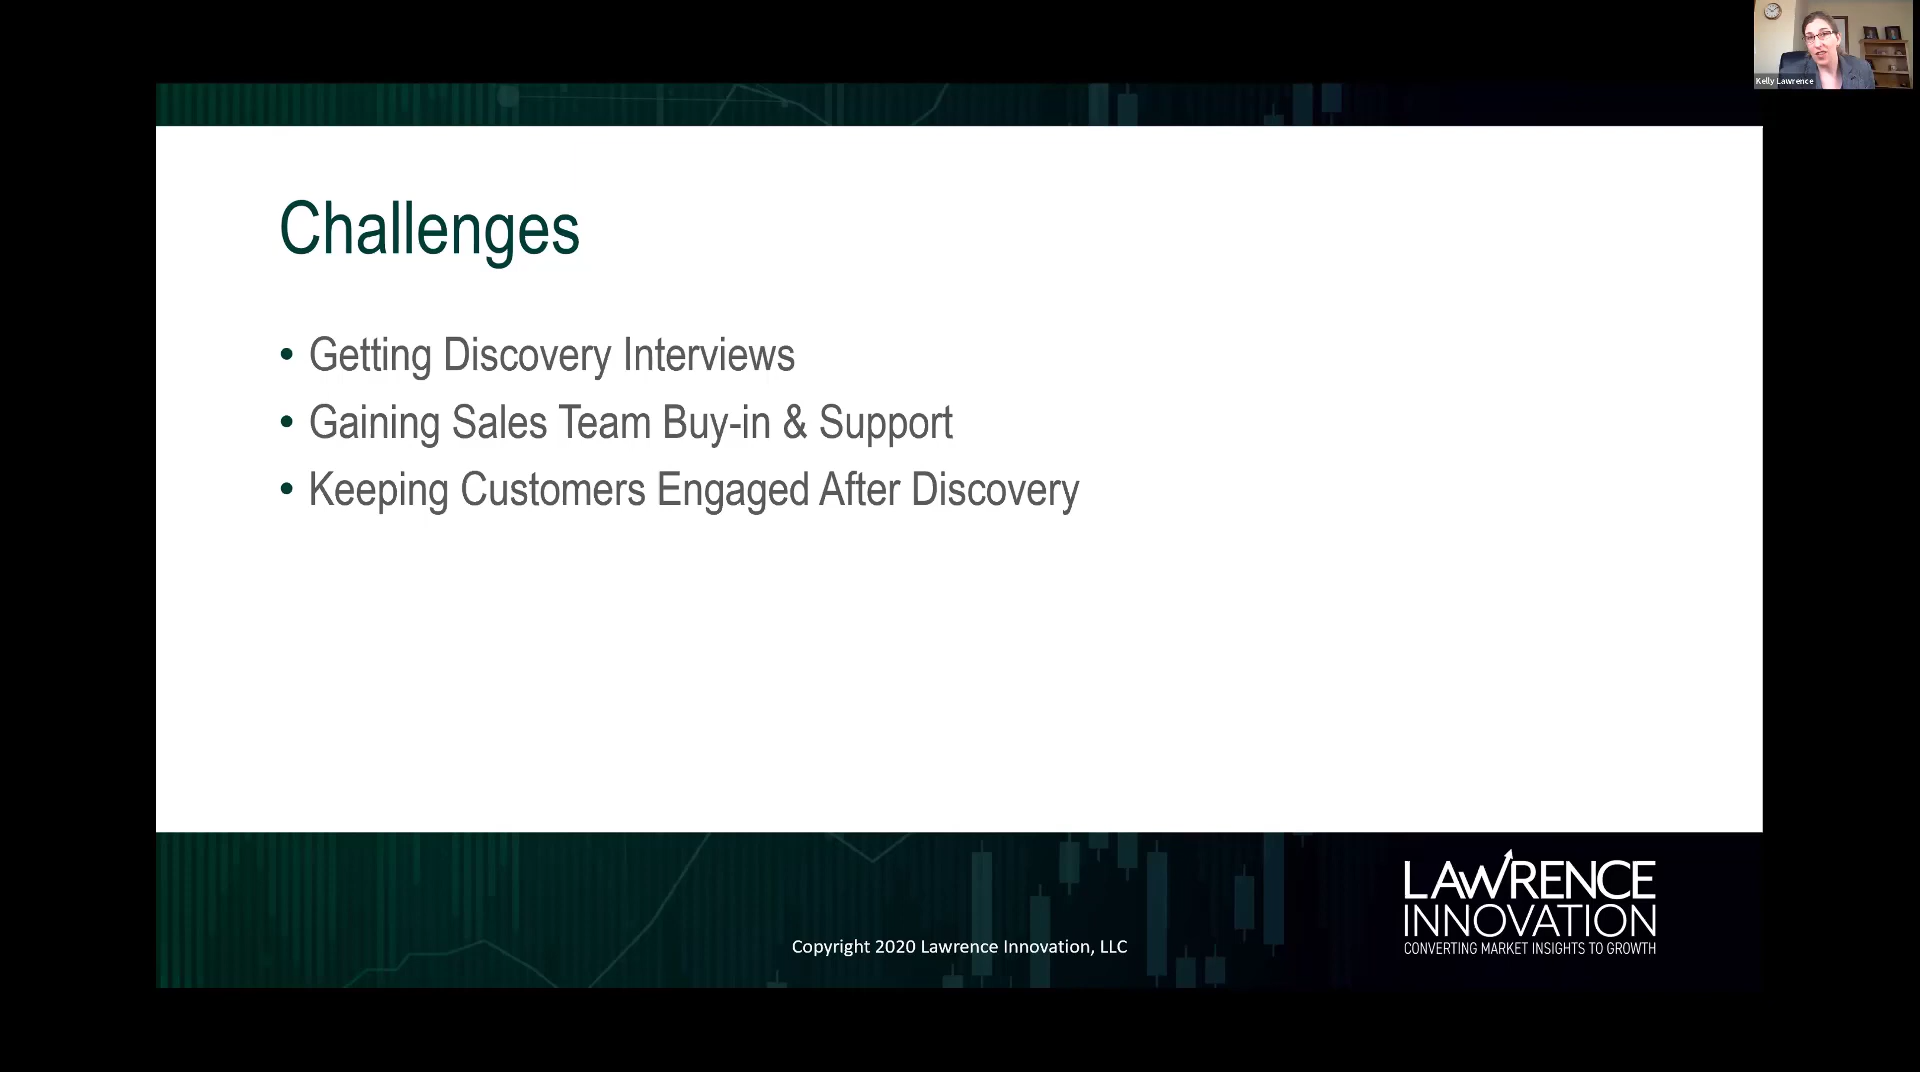 Kelly Lawrence
Challenges
• Getting Discovery Interviews
• Gaining Sales Team Buy-in & Support
• Keeping Customers Engaged After Discovery
Copyright 2020 Lawrence Innovation, LLC
LAWRENCE
INNOVATION
CONVERTING MARKET INSIGHTS TO GROWTH